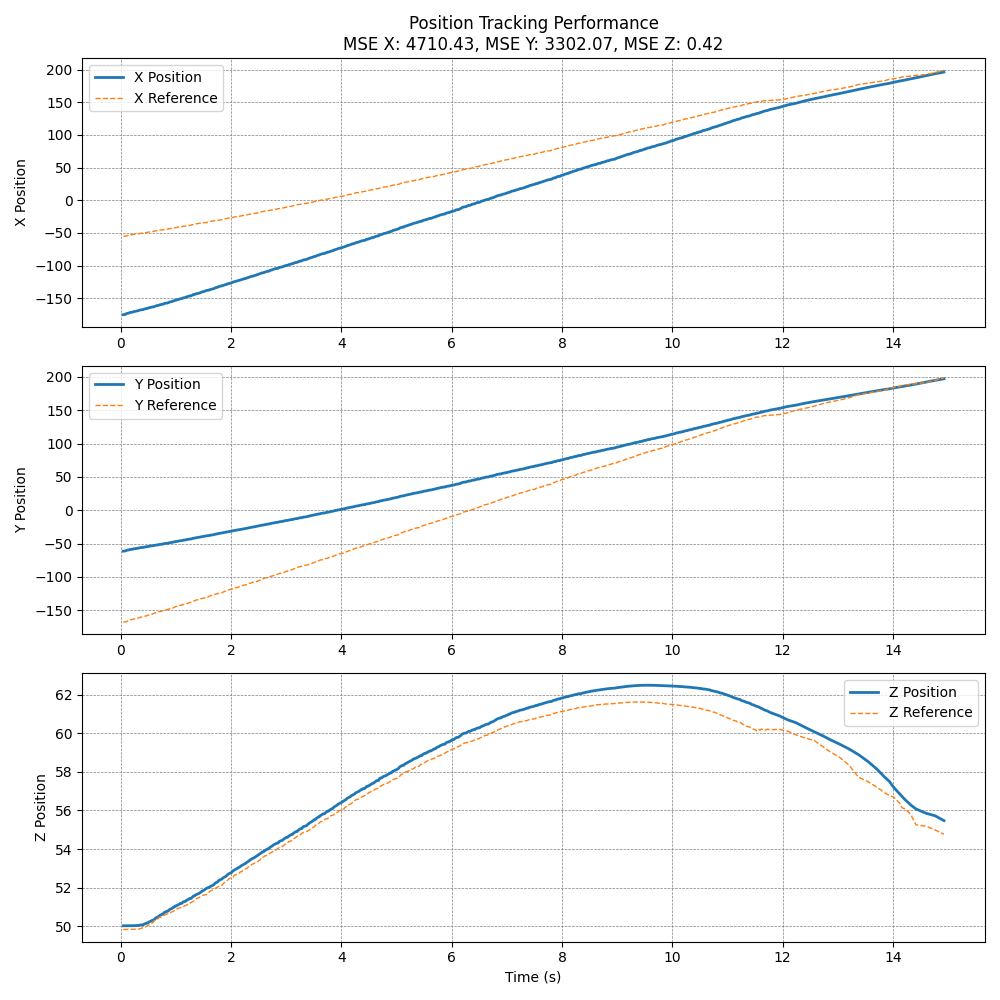 Position Tracking Performance
MSE X: 4710.43, MSE Y: 3302.07, MSE Z: 0.42
X Position
200
150
100
50
0
−50
−100
−150
X Position
X Reference
0 2 4 6 8 10 12 14
Y Position
200
150
100
50
0
−50
−100
−150
Y Position
Y Reference
0 2 4 6 8 10 12 14
Z Position
62
60
58
56
54
52
50
Z Position
Z Reference
0 2 4 6 8 10 12 14
Time (s)